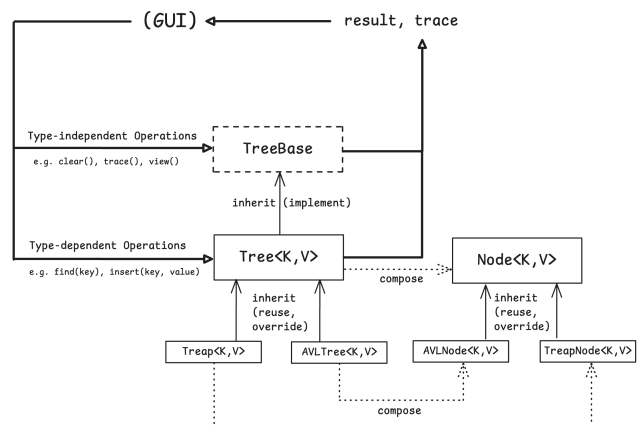 (GUI)
result, trace
Type-independent Operations
e.g. clear(), trace(), view()
TreeBase
inherit (implement)
Type-dependent Operations
e.g. find(key), insert(key, value)
Tree<K,V>
Node<K,V>
compose
inherit
(reuse,
override)
inherit
(reuse,
override)
Treap<K,V>
AVLTree<K,V>
AVLNode<K,V>
TreapNode<K,V>
compose